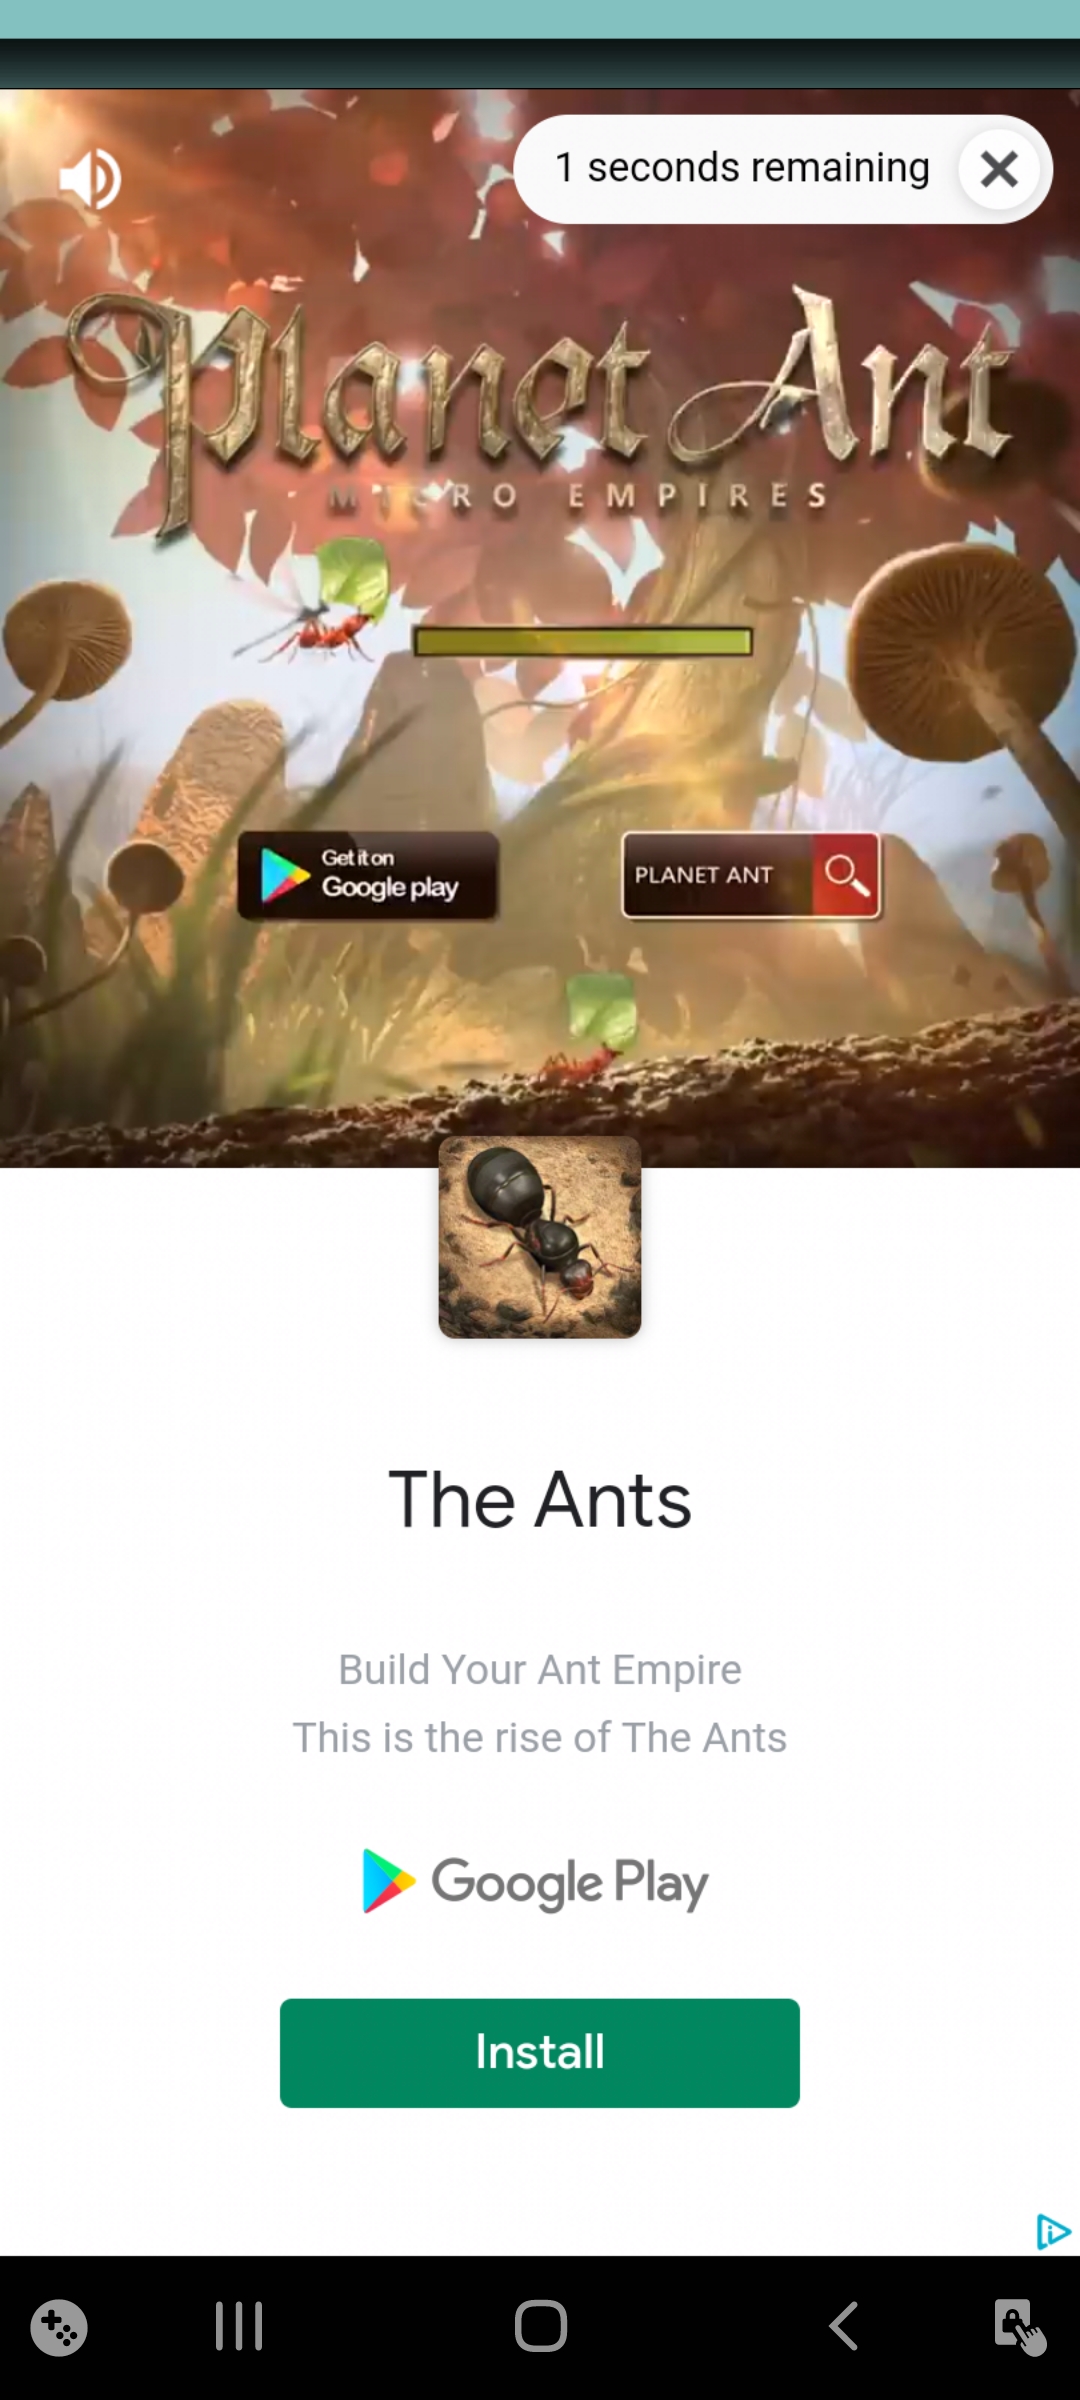 1 seconds remaining
Planet Ant
MICRO EMPIRES
Get it on
Google play
PLANET ANT
The Ants
Build Your Ant Empire
This is the rise of The Ants
Google Play
Install